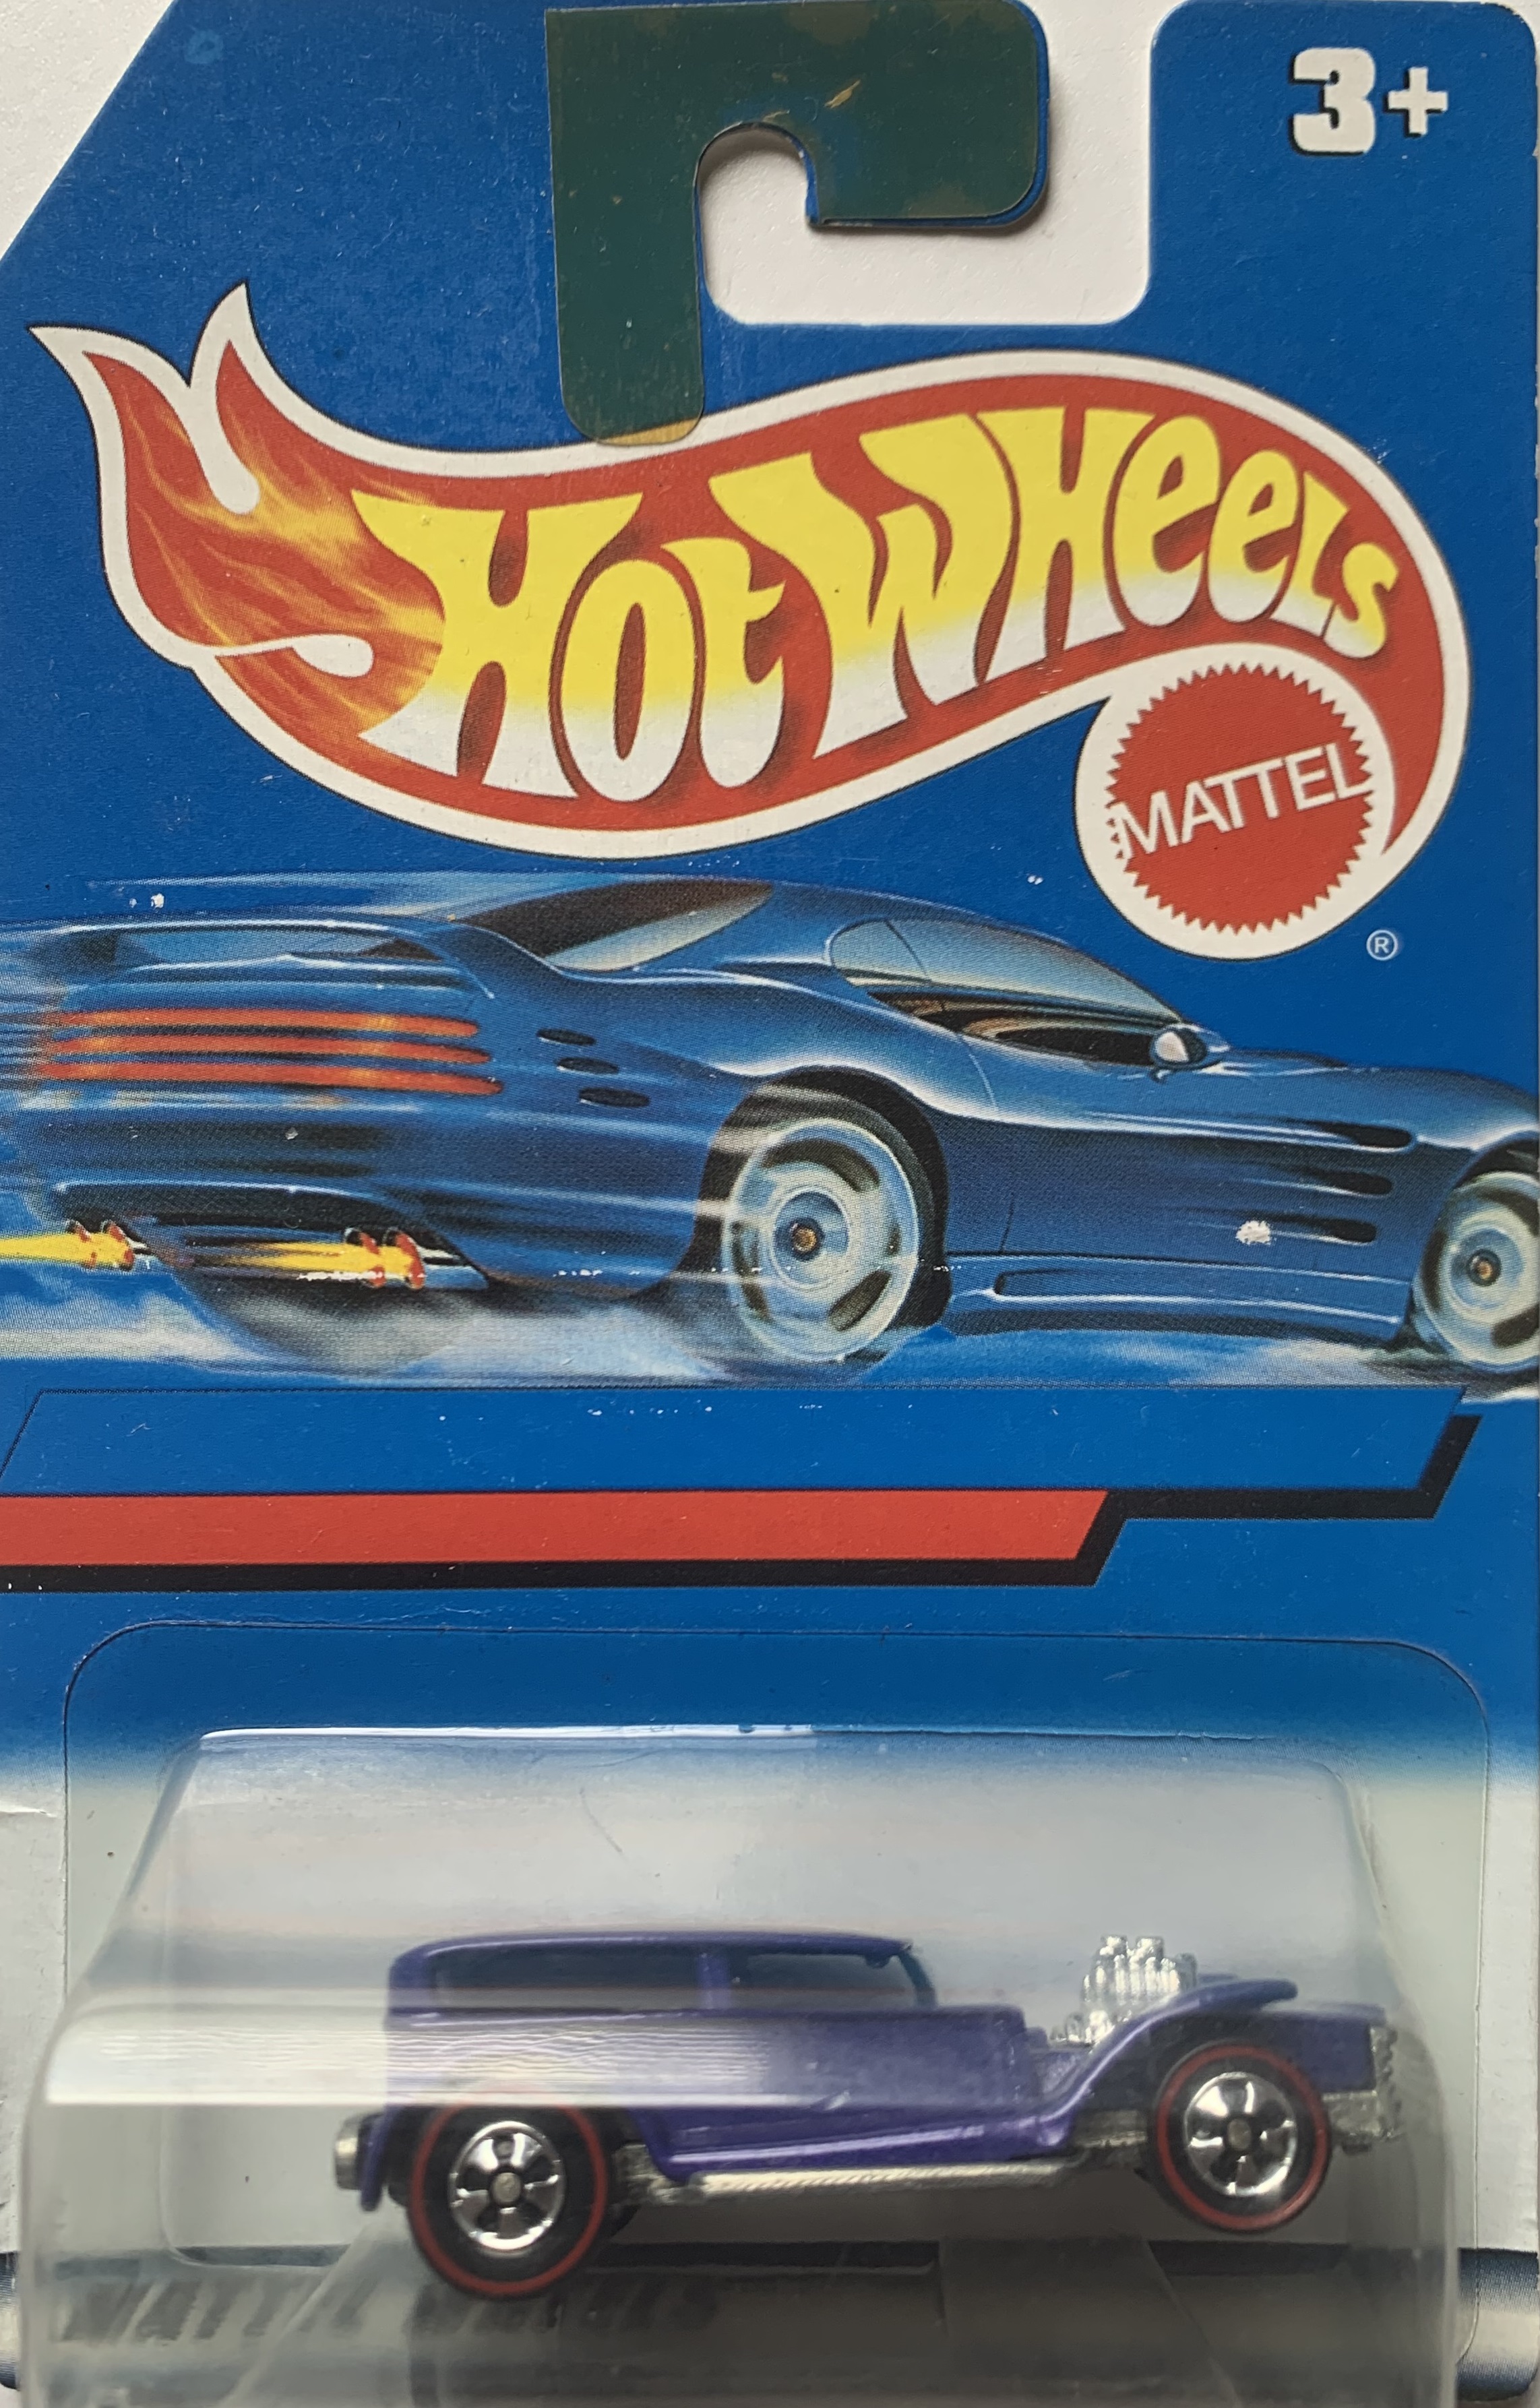 3+
Hot Wheels
MATTEL
®